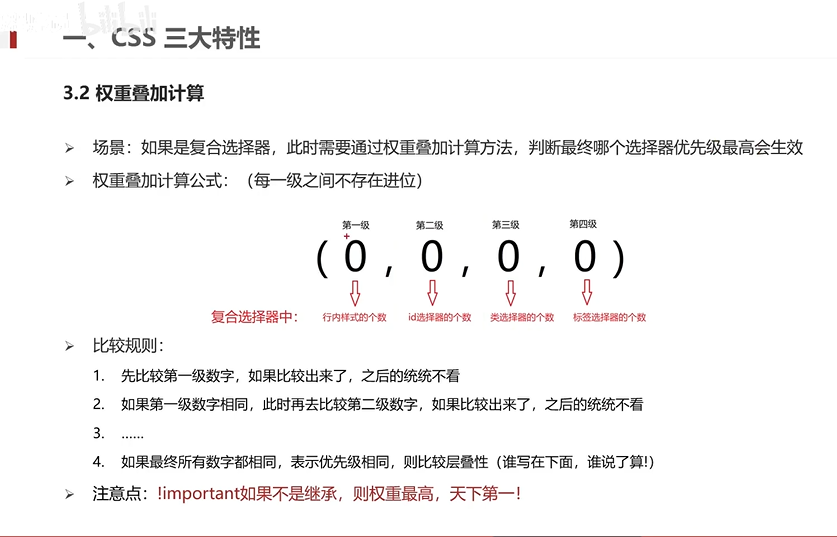 bilibili
一、CSS 三大特性
3.2 权重叠加计算
➢ 场景：如果是复合选择器，此时需要通过权重叠加计算方法，判断最终哪个选择器优先级最高会生效
➢ 权重叠加计算公式：（每一级之间不存在进位）
第一级 第二级 第三级 第四级
( 0 , 0 , 0 , 0 )
复合选择器中： 行内样式的个数 id选择器的个数 类选择器的个数 标签选择器的个数
➢ 比较规则：
1. 先比较第一级数字，如果比较出来了，之后的统统不看
2. 如果第一级数字相同，此时再去比较第二级数字，如果比较出来了，之后的统统不看
3. ……
4. 如果最终所有数字都相同，表示优先级相同，则比较层叠性（谁写在下面，谁说了算!）
➢ 注意点：!important如果不是继承，则权重最高，天下第一！